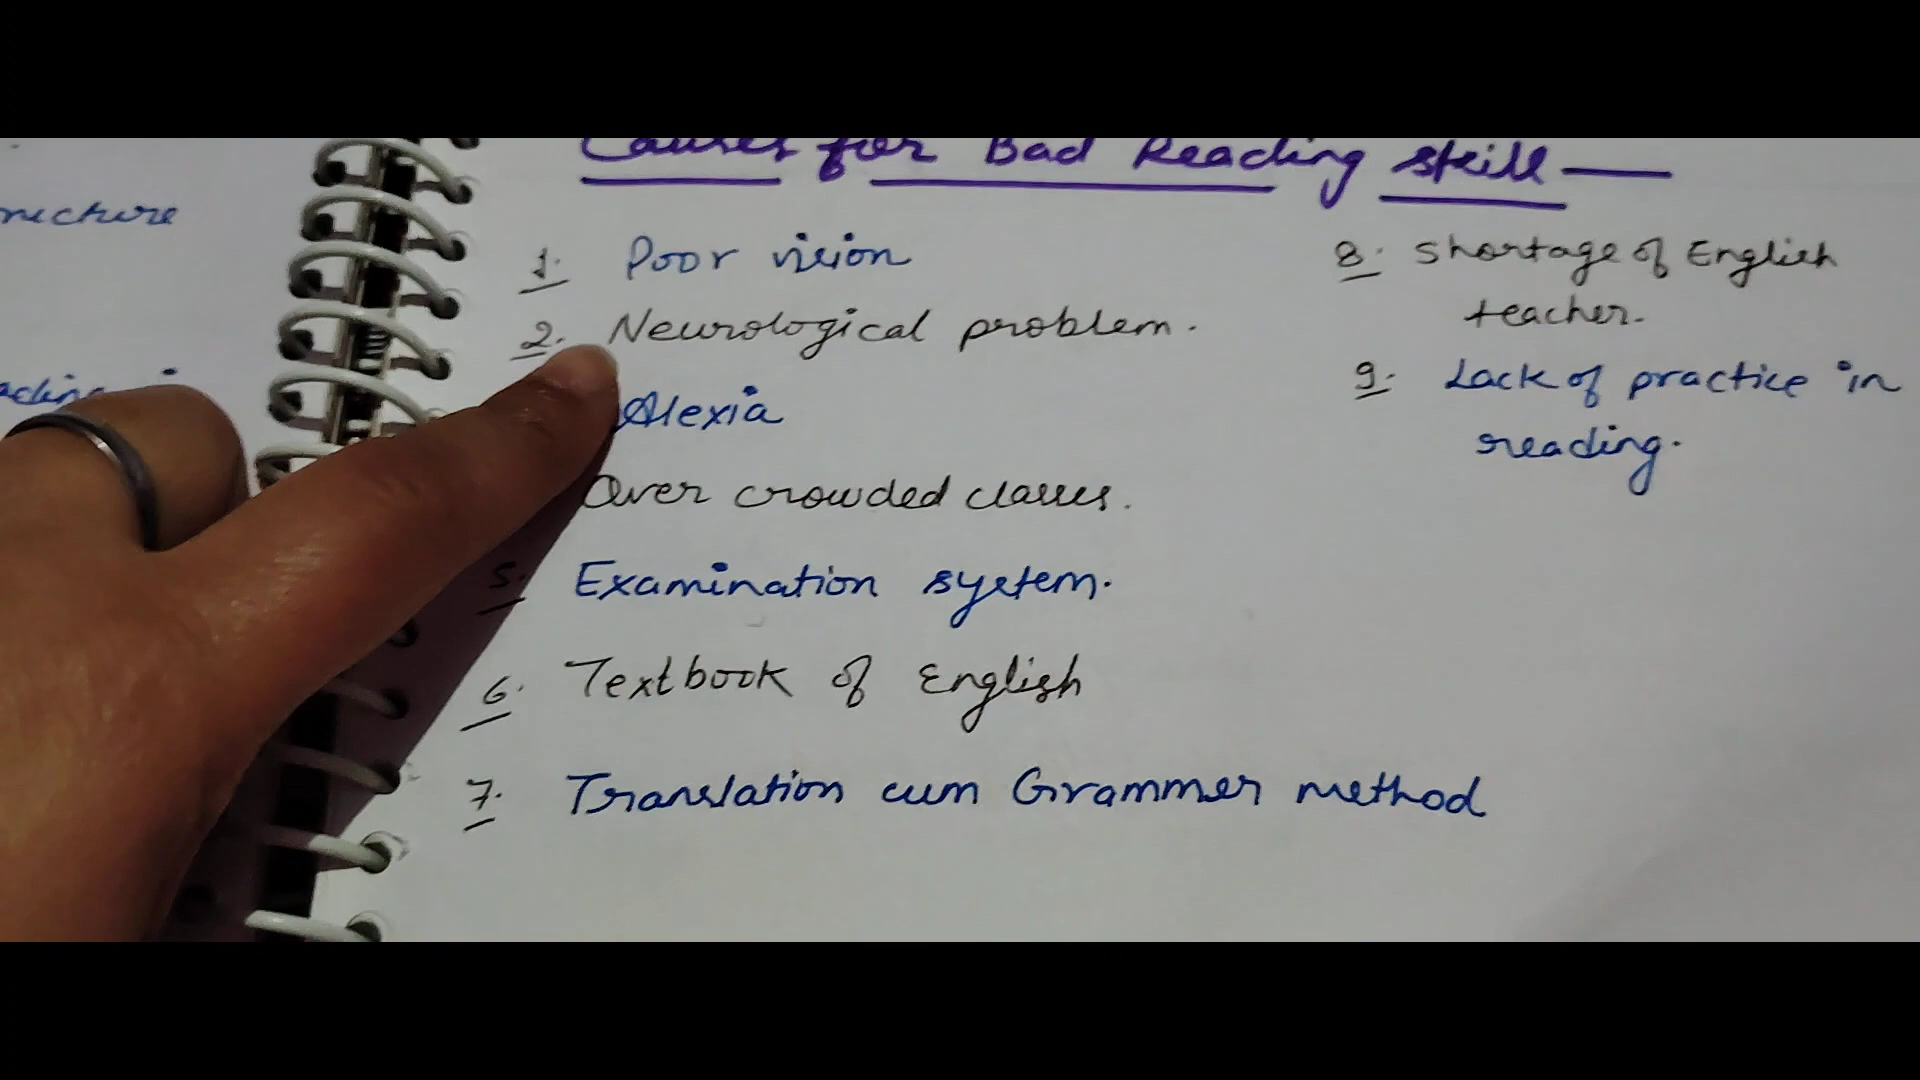 ructure
Causes for Bad Reading skill —
1. Poor vision
2. Neurological problem.
Alexia
Over crowded classes.
5. Examination system.
6. Textbook of English
7. Translation cum Grammer method
8. Shortage of English
teacher.
9. Lack of practice in
reading.